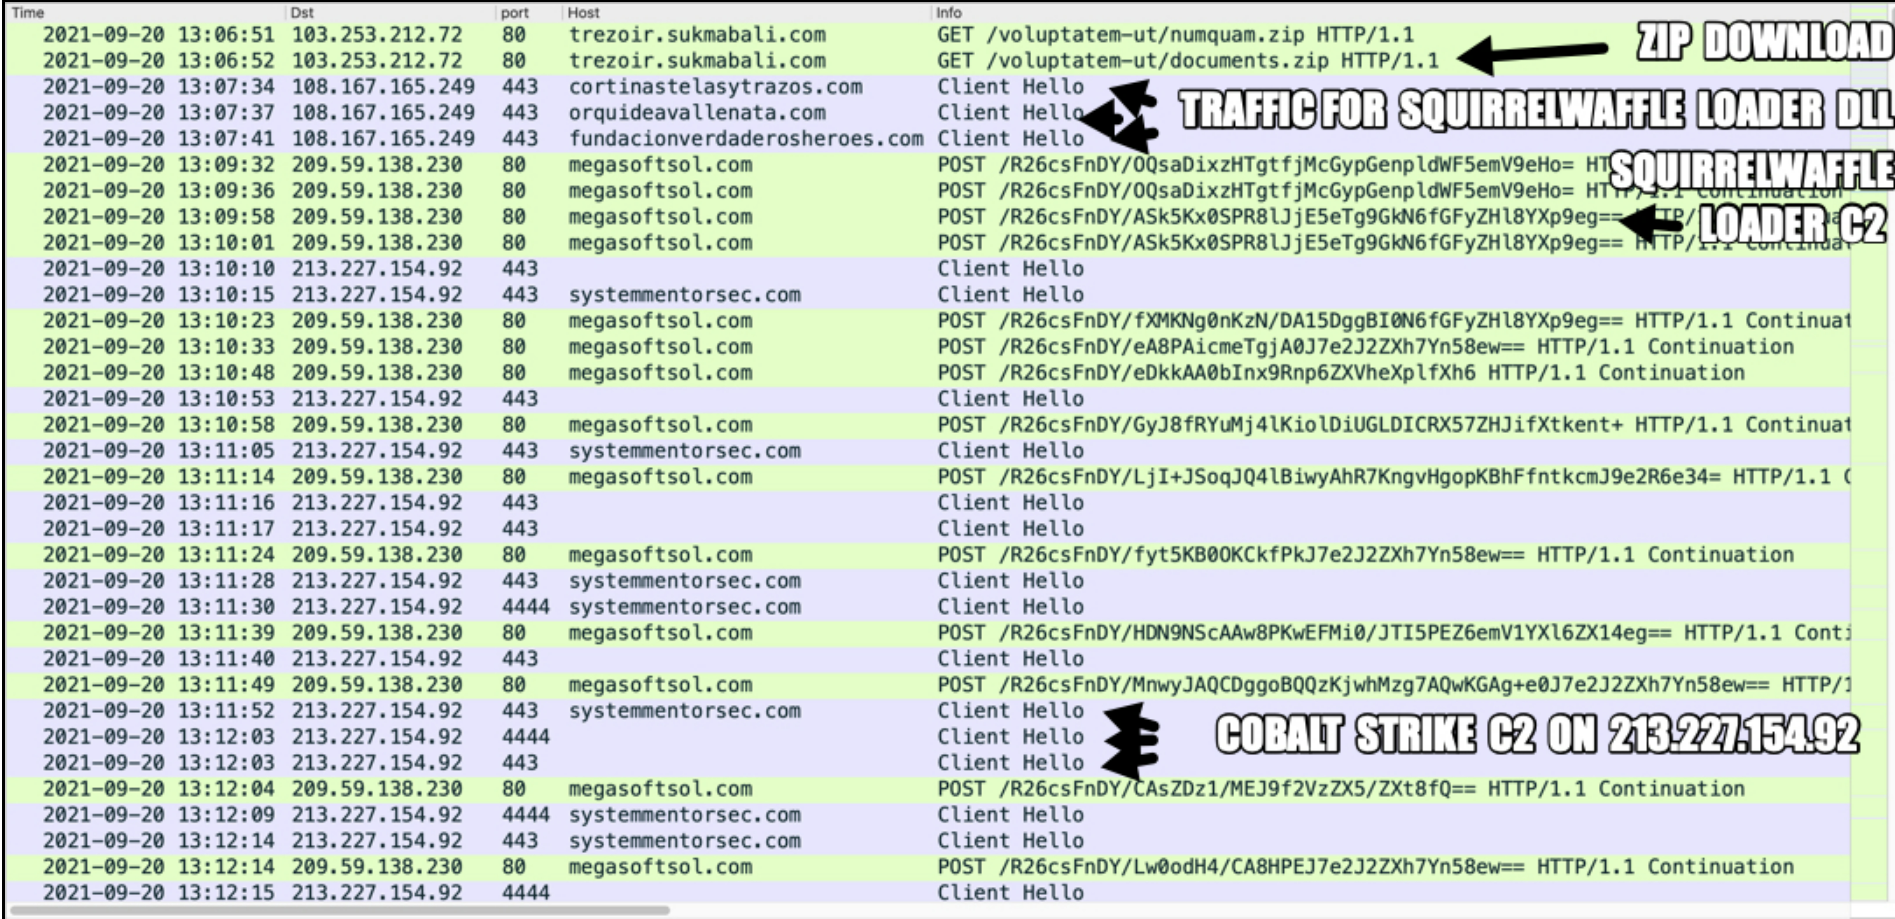 Time Dst port Host Info
2021-09-20 13:06:51 103.253.212.72 80 trezoir.sukmabali.com GET /voluptatem-ut/numquam.zip HTTP/1.1
ZIP DOWNLOAD
2021-09-20 13:06:52 103.253.212.72 80 trezoir.sukmabali.com GET /voluptatem-ut/documents.zip HTTP/1.1
2021-09-20 13:07:34 108.167.165.249 443 cortinastelasytrazos.com Client Hello
TRAFFIC FOR SQUIRRELWAFFLE LOADER DLL
2021-09-20 13:07:37 108.167.165.249 443 orquideavallenata.com Client Hello
2021-09-20 13:07:41 108.167.165.249 443 fundacionverdaderosheroes.com Client Hello
2021-09-20 13:09:32 209.59.138.230 80 megasoftsol.com POST /R26csFnDY/OQsaDixzHTgtfjMcGypGenpldWF5emV9eHo=
SQUIRRELWAFFLE
2021-09-20 13:09:36 209.59.138.230 80 megasoftsol.com POST /R26csFnDY/OQsaDixzHTgtfjMcGypGenpldWF5emV9eHo= HTTP/1.1 Continuation
2021-09-20 13:09:58 209.59.138.230 80 megasoftsol.com POST /R26csFnDY/ASk5Kx0SPR8lJjE5eTg9GkN6fGFyZHl8YXp9eg==
LOADER C2
2021-09-20 13:10:01 209.59.138.230 80 megasoftsol.com POST /R26csFnDY/ASk5Kx0SPR8lJjE5eTg9GkN6fGFyZHl8YXp9eg== HTTP/1.1
2021-09-20 13:10:10 213.227.154.92 443 Client Hello
2021-09-20 13:10:15 213.227.154.92 443 systemmentorsec.com Client Hello
2021-09-20 13:10:23 209.59.138.230 80 megasoftsol.com POST /R26csFnDY/fXMKNg0nKzN/DA15DggBI0N6fGFyZHl8YXp9eg== HTTP/1.1 Continuat
2021-09-20 13:10:33 209.59.138.230 80 megasoftsol.com POST /R26csFnDY/eA8PAicmeTgjA0J7e2J2ZXh7Yn58ew== HTTP/1.1 Continuation
2021-09-20 13:10:48 209.59.138.230 80 megasoftsol.com POST /R26csFnDY/eDkkAA0bInx9Rnp6ZXVheXplfXh6 HTTP/1.1 Continuation
2021-09-20 13:10:53 213.227.154.92 443 Client Hello
2021-09-20 13:10:58 209.59.138.230 80 megasoftsol.com POST /R26csFnDY/GyJ8fRYuMj4lKiolDiUGLDICRX57ZHJifXtkent+ HTTP/1.1 Continuat
2021-09-20 13:11:05 213.227.154.92 443 systemmentorsec.com Client Hello
2021-09-20 13:11:14 209.59.138.230 80 megasoftsol.com POST /R26csFnDY/LjI+JSoqJQ4lBiwyAhR7KngvHgopKBhFfntkcmJ9e2R6e34= HTTP/1.1 C
2021-09-20 13:11:16 213.227.154.92 443 Client Hello
2021-09-20 13:11:17 213.227.154.92 443 Client Hello
2021-09-20 13:11:24 209.59.138.230 80 megasoftsol.com POST /R26csFnDY/fyt5KB0OKCkfPkJ7e2J2ZXh7Yn58ew== HTTP/1.1 Continuation
2021-09-20 13:11:28 213.227.154.92 443 systemmentorsec.com Client Hello
2021-09-20 13:11:30 213.227.154.92 4444 systemmentorsec.com Client Hello
2021-09-20 13:11:39 209.59.138.230 80 megasoftsol.com POST /R26csFnDY/HDN9NScAAw8PKwEFMi0/JTI5PEZ6emV1YXl6ZX14eg== HTTP/1.1 Conti
2021-09-20 13:11:40 213.227.154.92 443 Client Hello
2021-09-20 13:11:49 209.59.138.230 80 megasoftsol.com POST /R26csFnDY/MnwyJAQCDggoBQQzKjwhMzg7AQwKGAg+e0J7e2J2ZXh7Yn58ew== HTTP/1
2021-09-20 13:11:52 213.227.154.92 443 systemmentorsec.com Client Hello
2021-09-20 13:12:03 213.227.154.92 4444 Client Hello
COBALT STRIKE C2 ON 213.227.154.92
2021-09-20 13:12:03 213.227.154.92 443 Client Hello
2021-09-20 13:12:04 209.59.138.230 80 megasoftsol.com POST /R26csFnDY/CAsZDz1/MEJ9f2VzZX5/ZXt8fQ== HTTP/1.1 Continuation
2021-09-20 13:12:09 213.227.154.92 4444 systemmentorsec.com Client Hello
2021-09-20 13:12:14 213.227.154.92 443 systemmentorsec.com Client Hello
2021-09-20 13:12:14 209.59.138.230 80 megasoftsol.com POST /R26csFnDY/Lw0odH4/CA8HPEJ7e2J2ZXh7Yn58ew== HTTP/1.1 Continuation
2021-09-20 13:12:15 213.227.154.92 4444 Client Hello